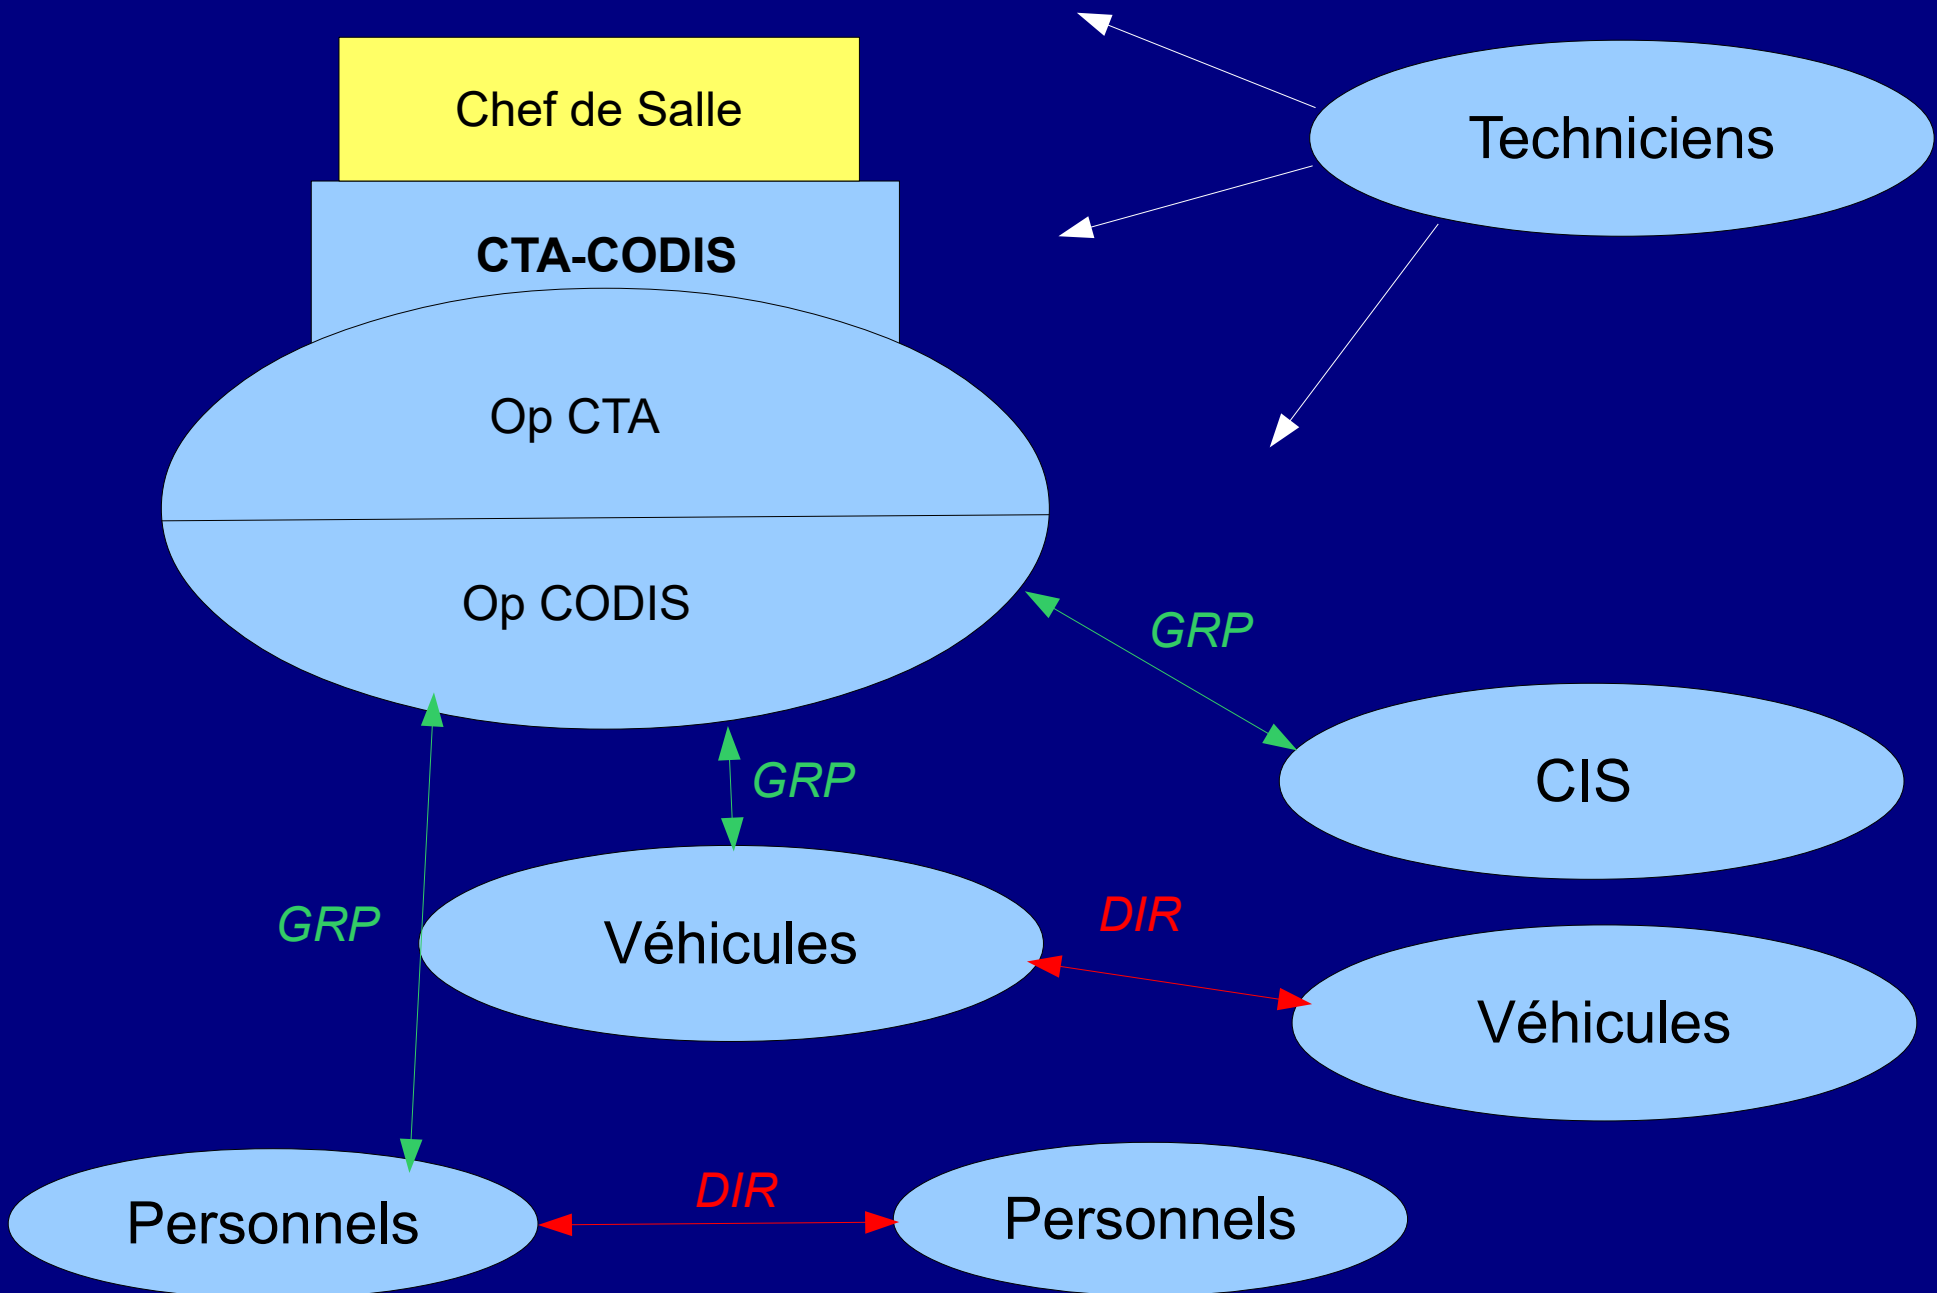 Chef de Salle
Techniciens
CTA-CODIS
Op CTA
Op CODIS
GRP
GRP
CIS
GRP
Véhicules
DIR
Véhicules
Personnels
DIR
Personnels